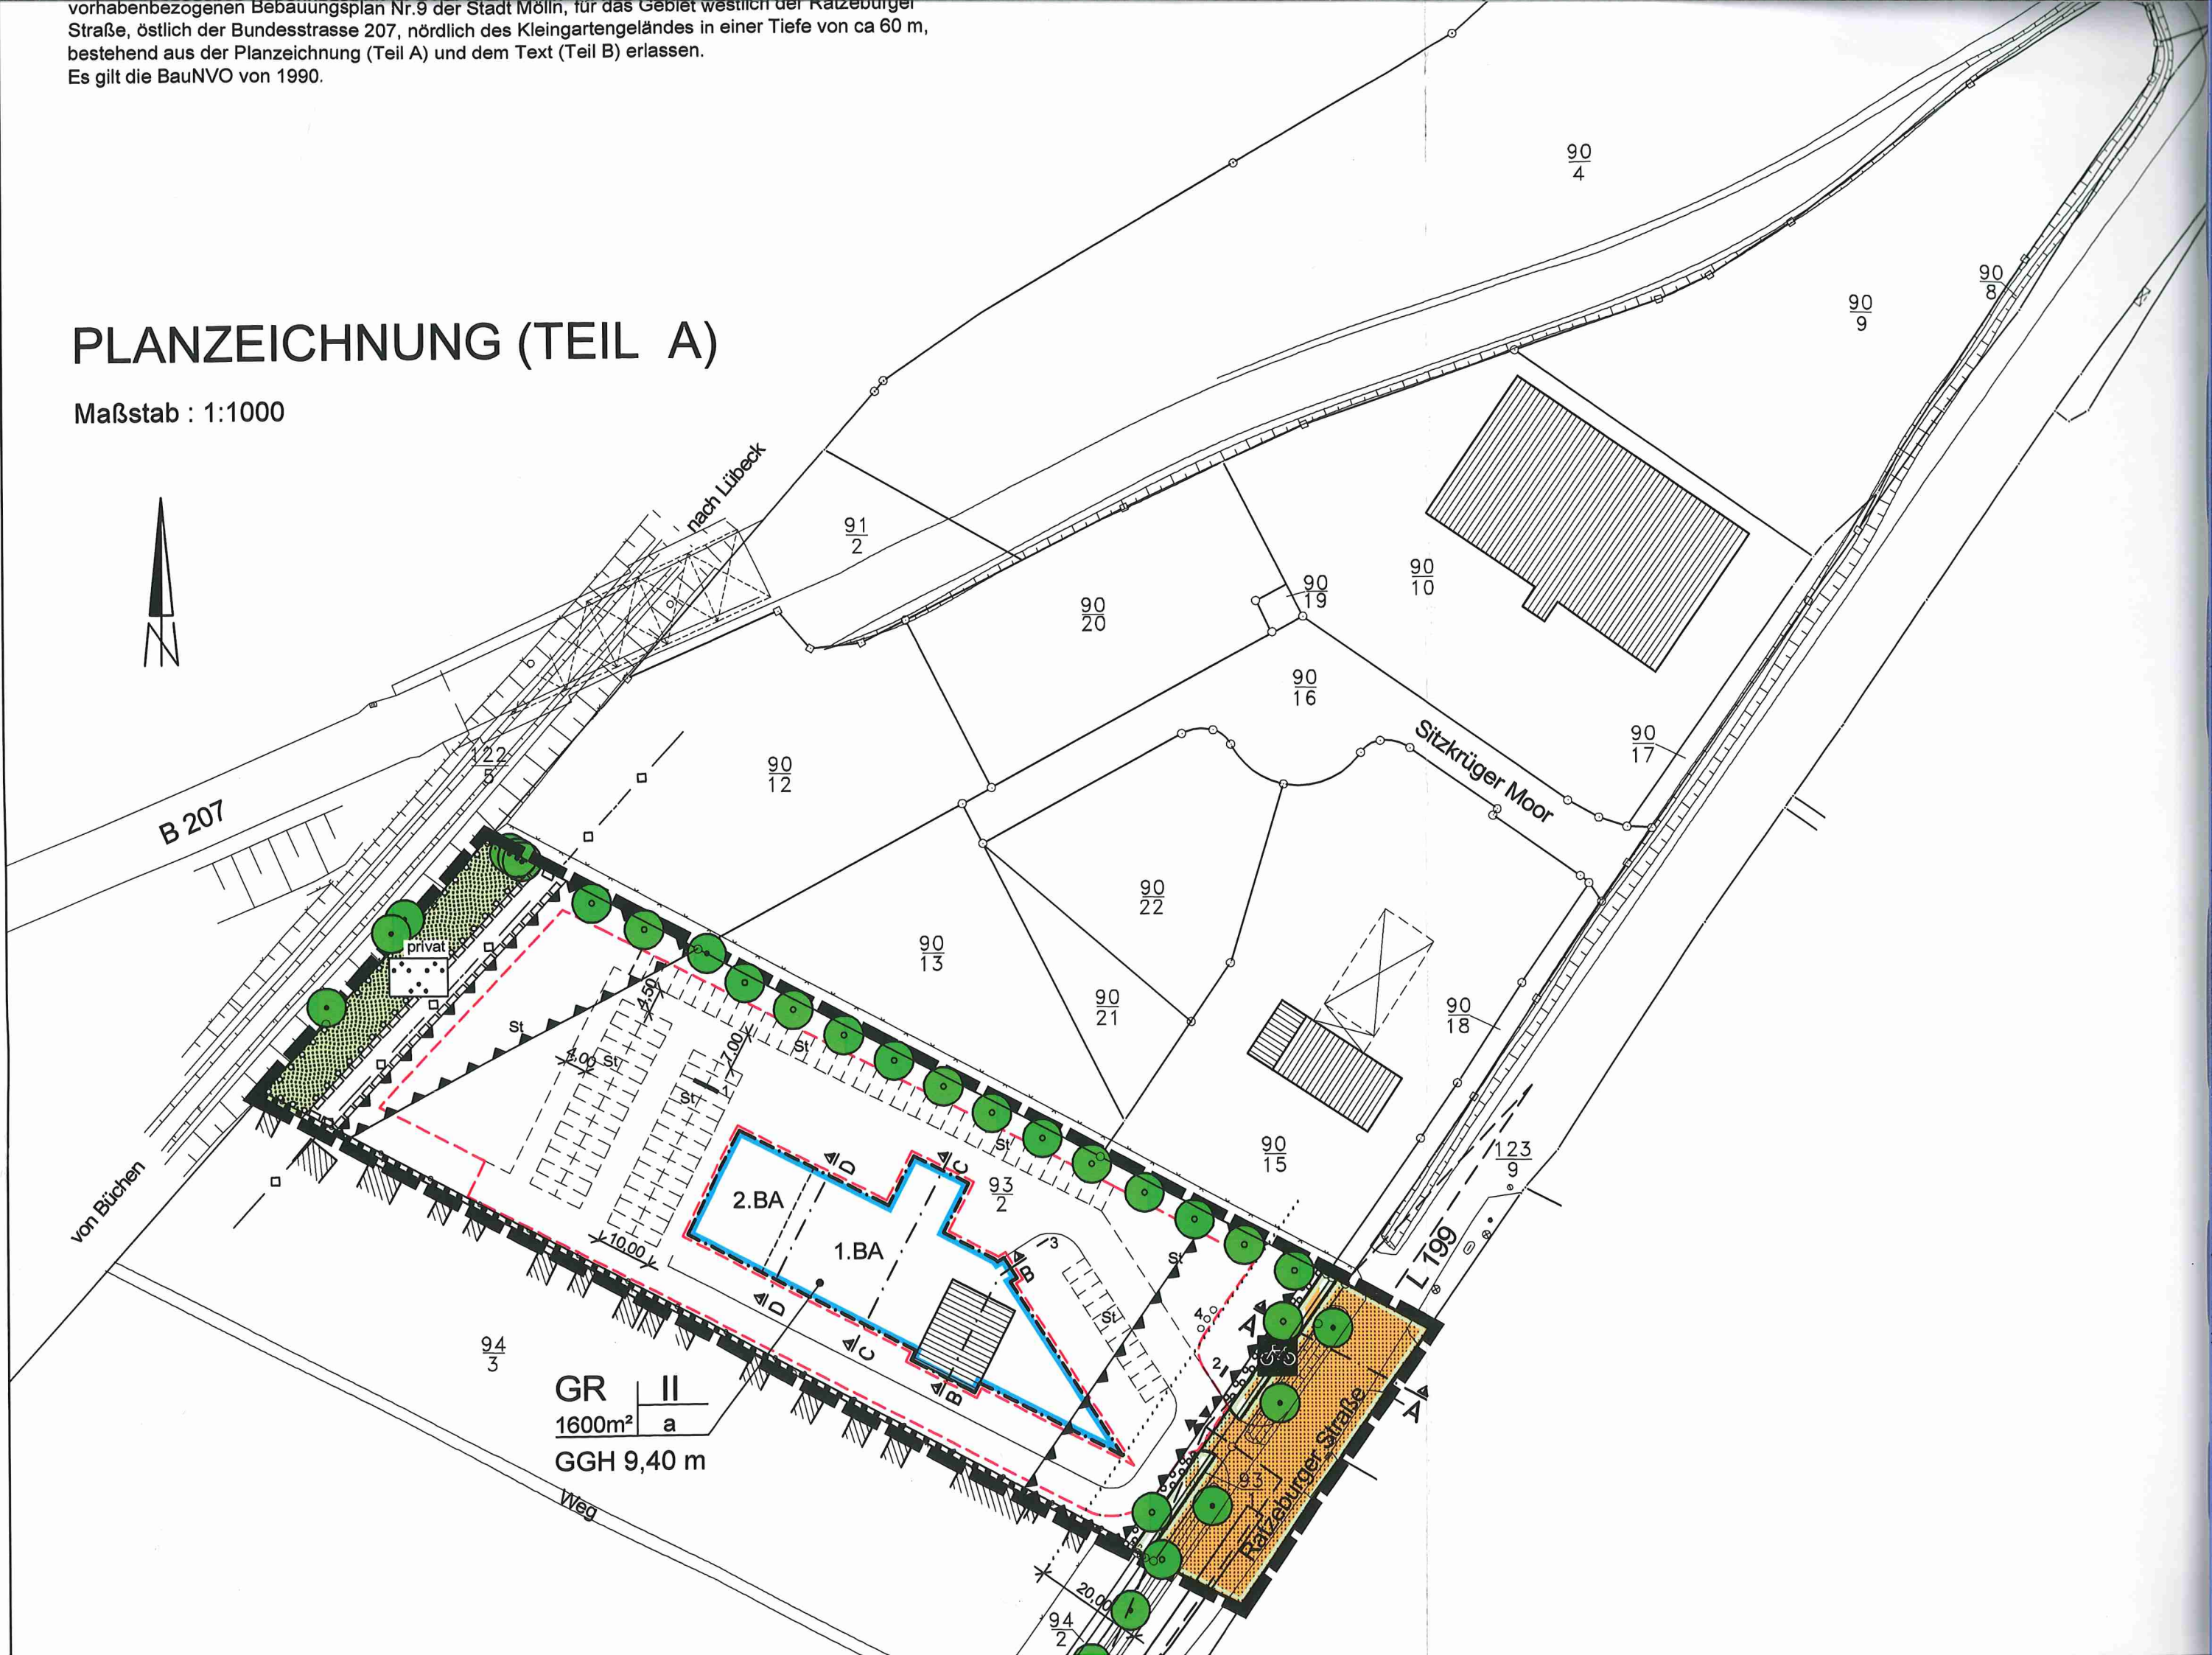 vorhabenbezogenen Bebauungsplan Nr.9 der Stadt Mölln, für das Gebiet westlich der Ratzeburger
Straße, östlich der Bundesstrasse 207, nördlich des Kleingartengeländes in einer Tiefe von ca 60 m,
bestehend aus der Planzeichnung (Teil A) und dem Text (Teil B) erlassen.
Es gilt die BauNVO von 1990.
PLANZEICHNUNG (TEIL A)
Maßstab : 1:1000
N
90
4
90
8
90
9
nach Lübeck
91
2
90
20
90
19
90
10
90
16
Sitzkrüger Moor
90
17
122
5
90
12
B 207
90
22
90
13
90
21
90
18
privat
St
4,50
5,00
St
7,00
St
1
St
St
90
15
123
9
von Büchen
D
C
93
2
2.BA
1.BA
10,00
3
B
St
St
L 199
D
C
B
4
A
2
A
94
3
GR
II
1600m²
a
GGH 9,40 m
Ratzeburger Straße
93
Weg
20,00
94
2